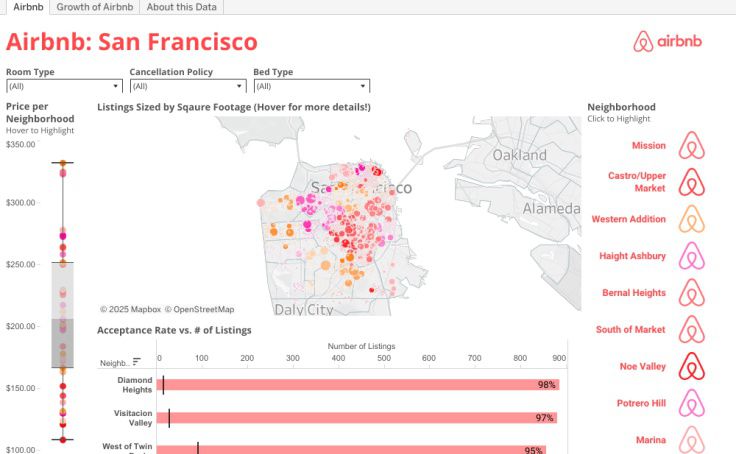 Airbnb
Growth of Airbnb
About this Data
Airbnb: San Francisco
airbnb
Room Type
Cancellation Policy
Bed Type
(All)
(All)
(All)
Price per
Neighborhood
Hover to Highlight
$350.00
$300.00
$250.00
$200.00
$150.00
$100.00
Listings Sized by Sqaure Footage (Hover for more details!)
Oakland
San Francisco
Alameda
Daly City
© 2025 Mapbox © OpenStreetMap
Acceptance Rate vs. # of Listings
Number of Listings
Neighb..
0 100 200 300 400 500 600 700 800 900
Diamond
Heights
98%
Visitacion
Valley
97%
West of Twin
95%
Neighborhood
Click to Highlight
Mission
Castro/Upper
Market
Western Addition
Haight Ashbury
Bernal Heights
South of Market
Noe Valley
Potrero Hill
Marina